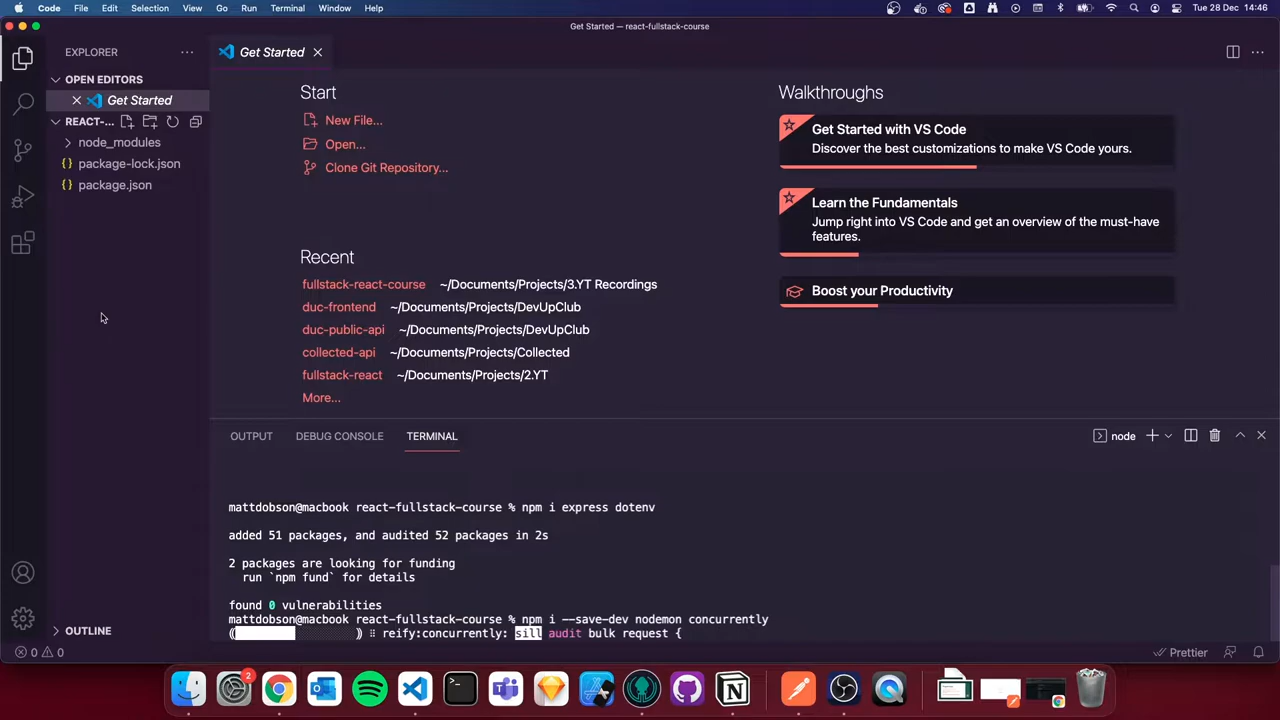 Code File Edit Selection View Go Run Terminal Window Help
Tue 28 Dec 14:46
Get Started — react-fullstack-course
EXPLORER
Get Started
OPEN EDITORS
Get Started
REACT-...
node_modules
package-lock.json
package.json
Start
New File...
Open...
Clone Git Repository...
Recent
fullstack-react-course ~/Documents/Projects/3.YT Recordings
duc-frontend ~/Documents/Projects/DevUpClub
duc-public-api ~/Documents/Projects/DevUpClub
collected-api ~/Documents/Projects/Collected
fullstack-react ~/Documents/Projects/2.YT
More...
Walkthroughs
Get Started with VS Code
Discover the best customizations to make VS Code yours.
Learn the Fundamentals
Jump right into VS Code and get an overview of the must-have
features.
Boost your Productivity
OUTPUT DEBUG CONSOLE TERMINAL
node
mattdobson@macbook react-fullstack-course % npm i express dotenv
added 51 packages, and audited 52 packages in 2s
2 packages are looking for funding
run `npm fund` for details
found 0 vulnerabilities
mattdobson@macbook react-fullstack-course % npm i --save-dev nodemon concurrently
( ) ⠸ reify:concurrently: sill audit bulk request {
OUTLINE
0 0
Prettier
2